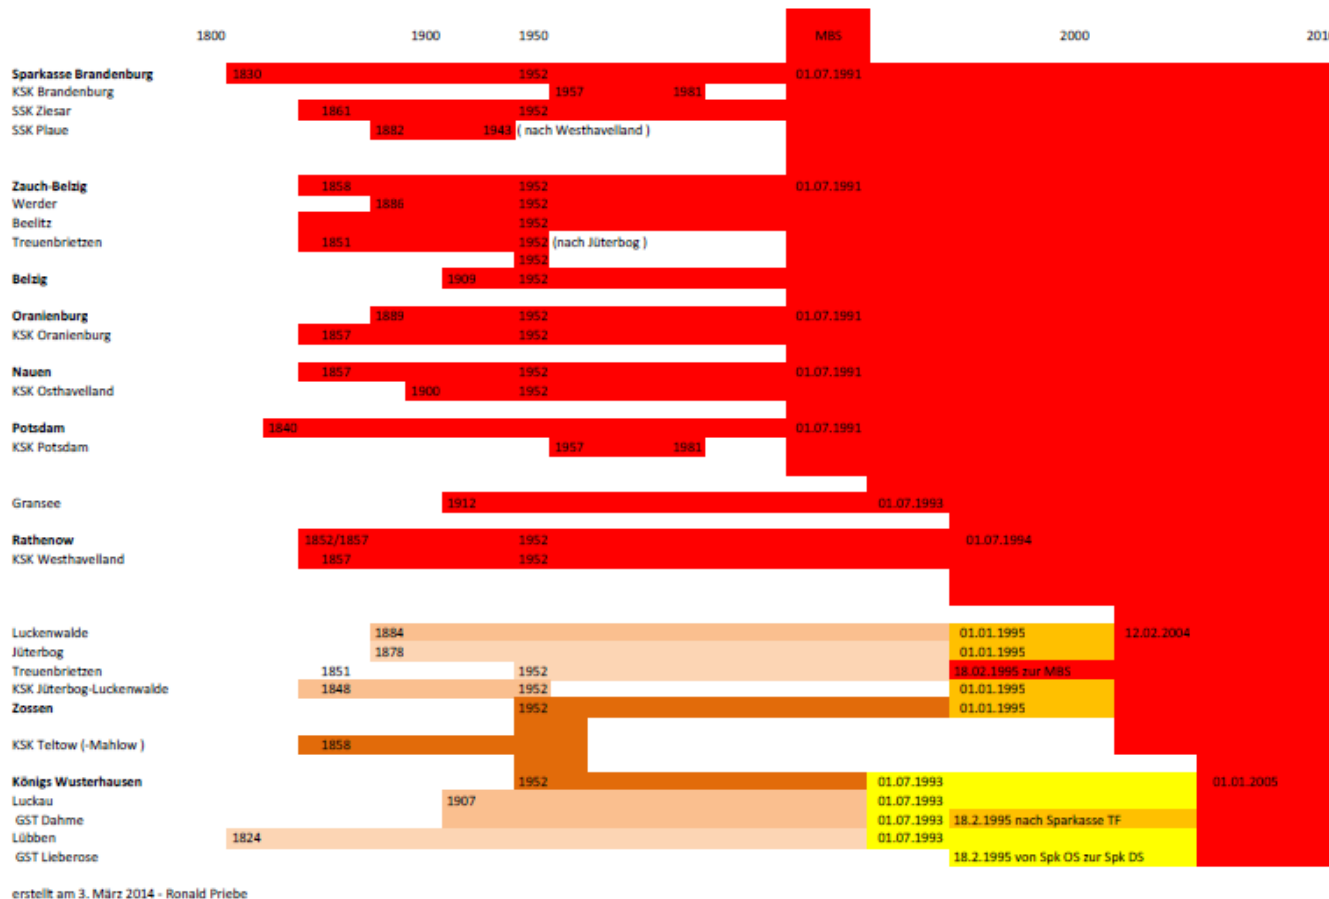 1800 1900 1950 MBS 2000 2010
Sparkasse Brandenburg 1830 1952 01.07.1991
KSK Brandenburg 1957 1981
SSK Ziesar 1861 1952
SSK Plaue 1882 1943 ( nach Westhavelland )
Zauch-Belzig 1858 1952 01.07.1991
Werder 1886 1952
Beelitz 1952
Treuenbrietzen 1851 1952 (nach Jüterbog )
1952
Belzig 1909 1952
Oranienburg 1889 1952 01.07.1991
KSK Oranienburg 1857 1952
Nauen 1857 1952 01.07.1991
KSK Osthavelland 1900 1952
Potsdam 1840 01.07.1991
KSK Potsdam 1957 1981
Gransee 1912 01.07.1993
Rathenow 1852/1857 1952 01.07.1994
KSK Westhavelland 1857 1952
Luckenwalde 1884 01.01.1995 12.02.2004
Jüterbog 1878 01.01.1995
Treuenbrietzen 1851 1952 18.02.1995 zur MBS
KSK Jüterbog-Luckenwalde 1848 1952 01.01.1995
Zossen 1952 01.01.1995
KSK Teltow (-Mahlow ) 1858
Königs Wusterhausen 1952 01.07.1993 01.01.2005
Luckau 1907 01.07.1993
GST Dahme 01.07.1993 18.2.1995 nach Sparkasse TF
Lübben 1824 01.07.1993
GST Lieberose 18.2.1995 von Spk OS zur Spk DS
erstellt am 3. März 2014 - Ronald Priebe